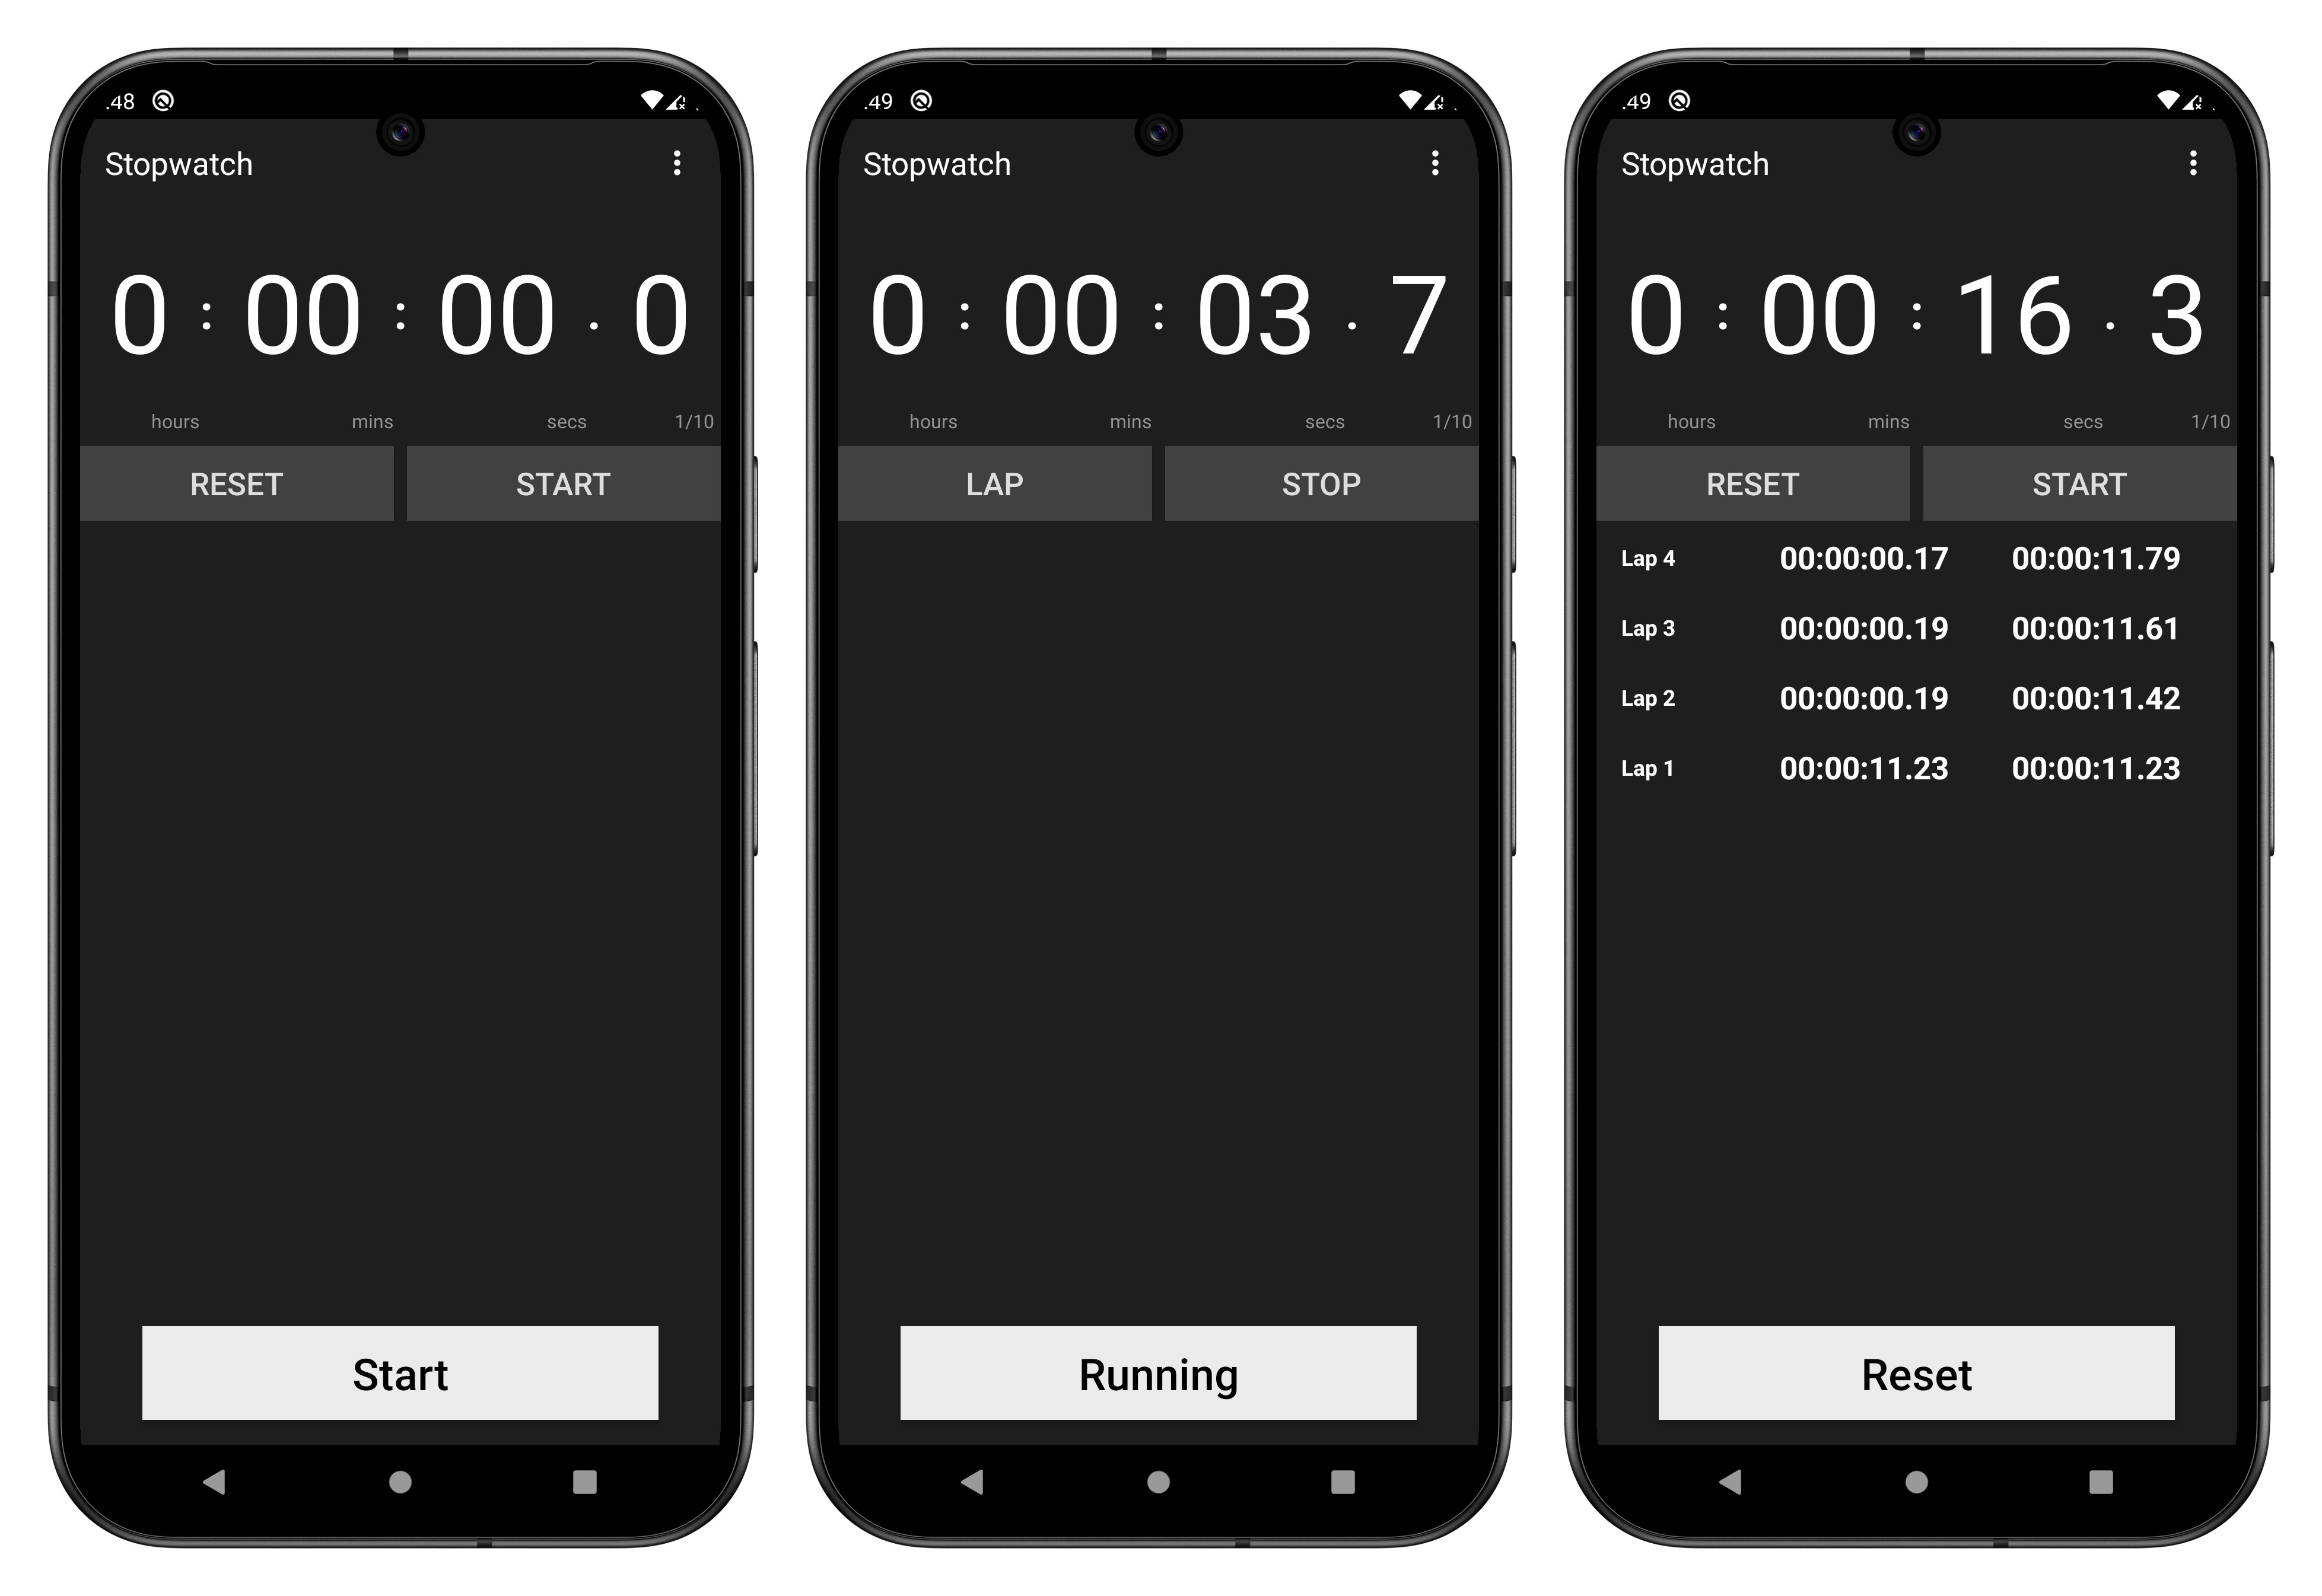 .48
Stopwatch
0 : 00 : 00 . 0
hours mins secs 1/10
RESET START
Start
.49
Stopwatch
0 : 00 : 03 . 7
hours mins secs 1/10
LAP STOP
Running
.49
Stopwatch
0 : 00 : 16 . 3
hours mins secs 1/10
RESET START
Lap 4 00:00:00.17 00:00:11.79
Lap 3 00:00:00.19 00:00:11.61
Lap 2 00:00:00.19 00:00:11.42
Lap 1 00:00:11.23 00:00:11.23
Reset